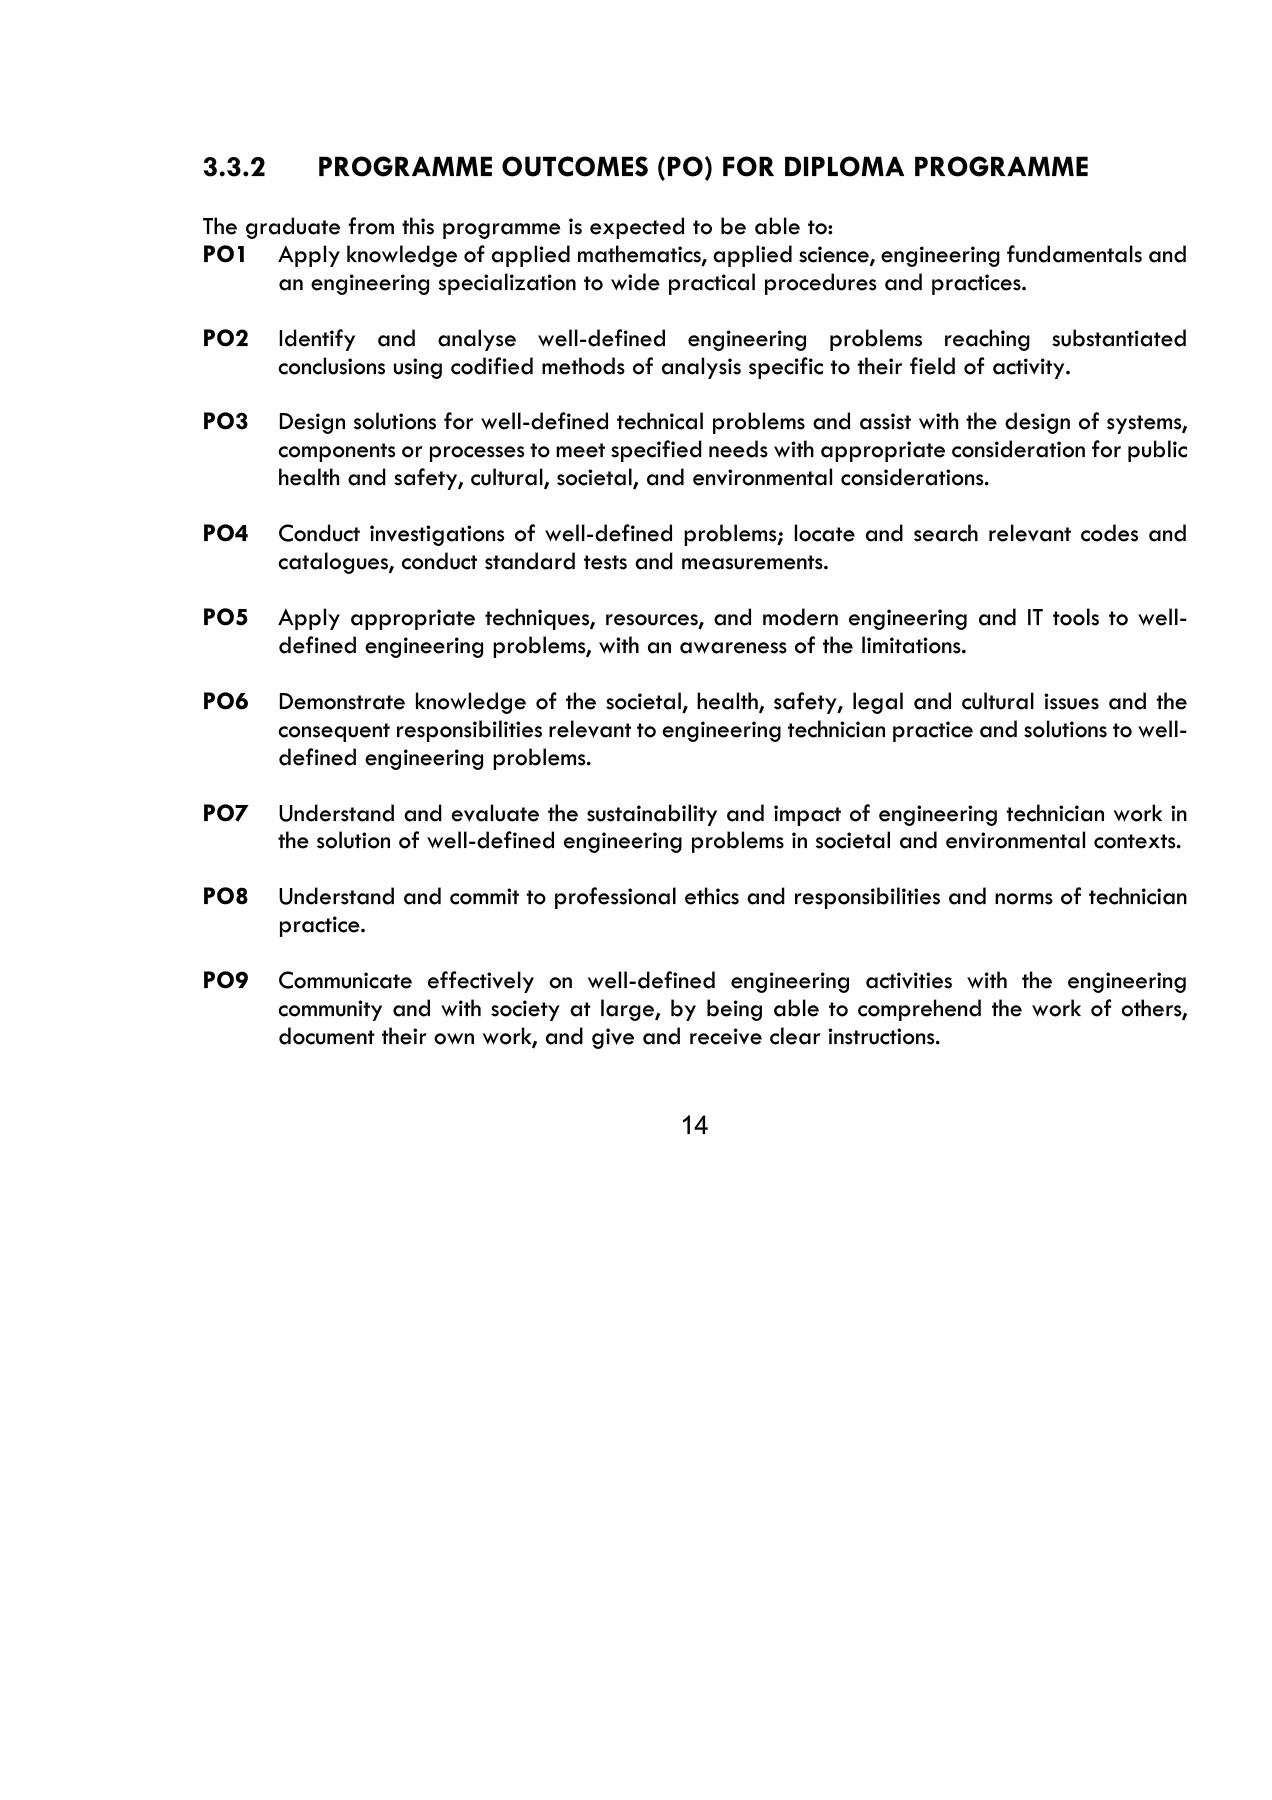 3.3.2 PROGRAMME OUTCOMES (PO) FOR DIPLOMA PROGRAMME
The graduate from this programme is expected to be able to:
PO1 Apply knowledge of applied mathematics, applied science, engineering fundamentals and
an engineering specialization to wide practical procedures and practices.
PO2 Identify and analyse well-defined engineering problems reaching substantiated
conclusions using codified methods of analysis specific to their field of activity.
PO3 Design solutions for well-defined technical problems and assist with the design of systems,
components or processes to meet specified needs with appropriate consideration for public
health and safety, cultural, societal, and environmental considerations.
PO4 Conduct investigations of well-defined problems; locate and search relevant codes and
catalogues, conduct standard tests and measurements.
PO5 Apply appropriate techniques, resources, and modern engineering and IT tools to well-
defined engineering problems, with an awareness of the limitations.
PO6 Demonstrate knowledge of the societal, health, safety, legal and cultural issues and the
consequent responsibilities relevant to engineering technician practice and solutions to well-
defined engineering problems.
PO7 Understand and evaluate the sustainability and impact of engineering technician work in
the solution of well-defined engineering problems in societal and environmental contexts.
PO8 Understand and commit to professional ethics and responsibilities and norms of technician
practice.
PO9 Communicate effectively on well-defined engineering activities with the engineering
community and with society at large, by being able to comprehend the work of others,
document their own work, and give and receive clear instructions.
14